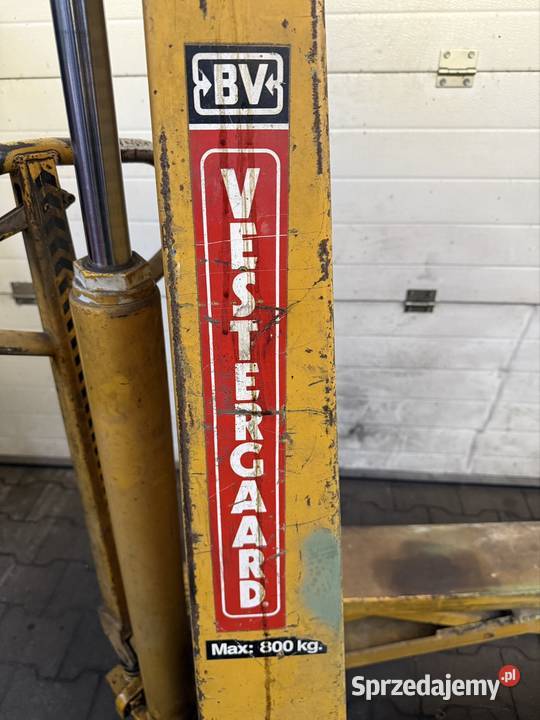 BV
VESTERGAARD
Max: 800 kg.
Sprzedajemy.pl